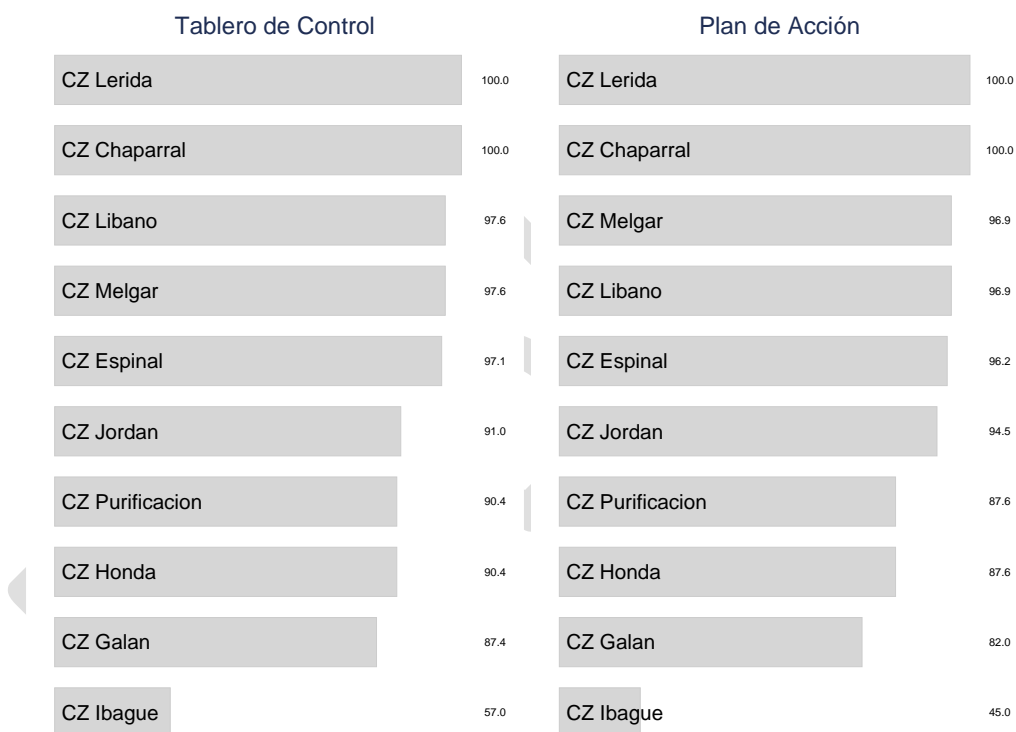 Tablero de Control
CZ Lerida 100.0
CZ Chaparral 100.0
CZ Libano 97.6
CZ Melgar 97.6
CZ Espinal 97.1
CZ Jordan 91.0
CZ Purificacion 90.4
CZ Honda 90.4
CZ Galan 87.4
CZ Ibague 57.0
Plan de Acción
CZ Lerida 100.0
CZ Chaparral 100.0
CZ Melgar 96.9
CZ Libano 96.9
CZ Espinal 96.2
CZ Jordan 94.5
CZ Purificacion 87.6
CZ Honda 87.6
CZ Galan 82.0
CZ Ibague 45.0